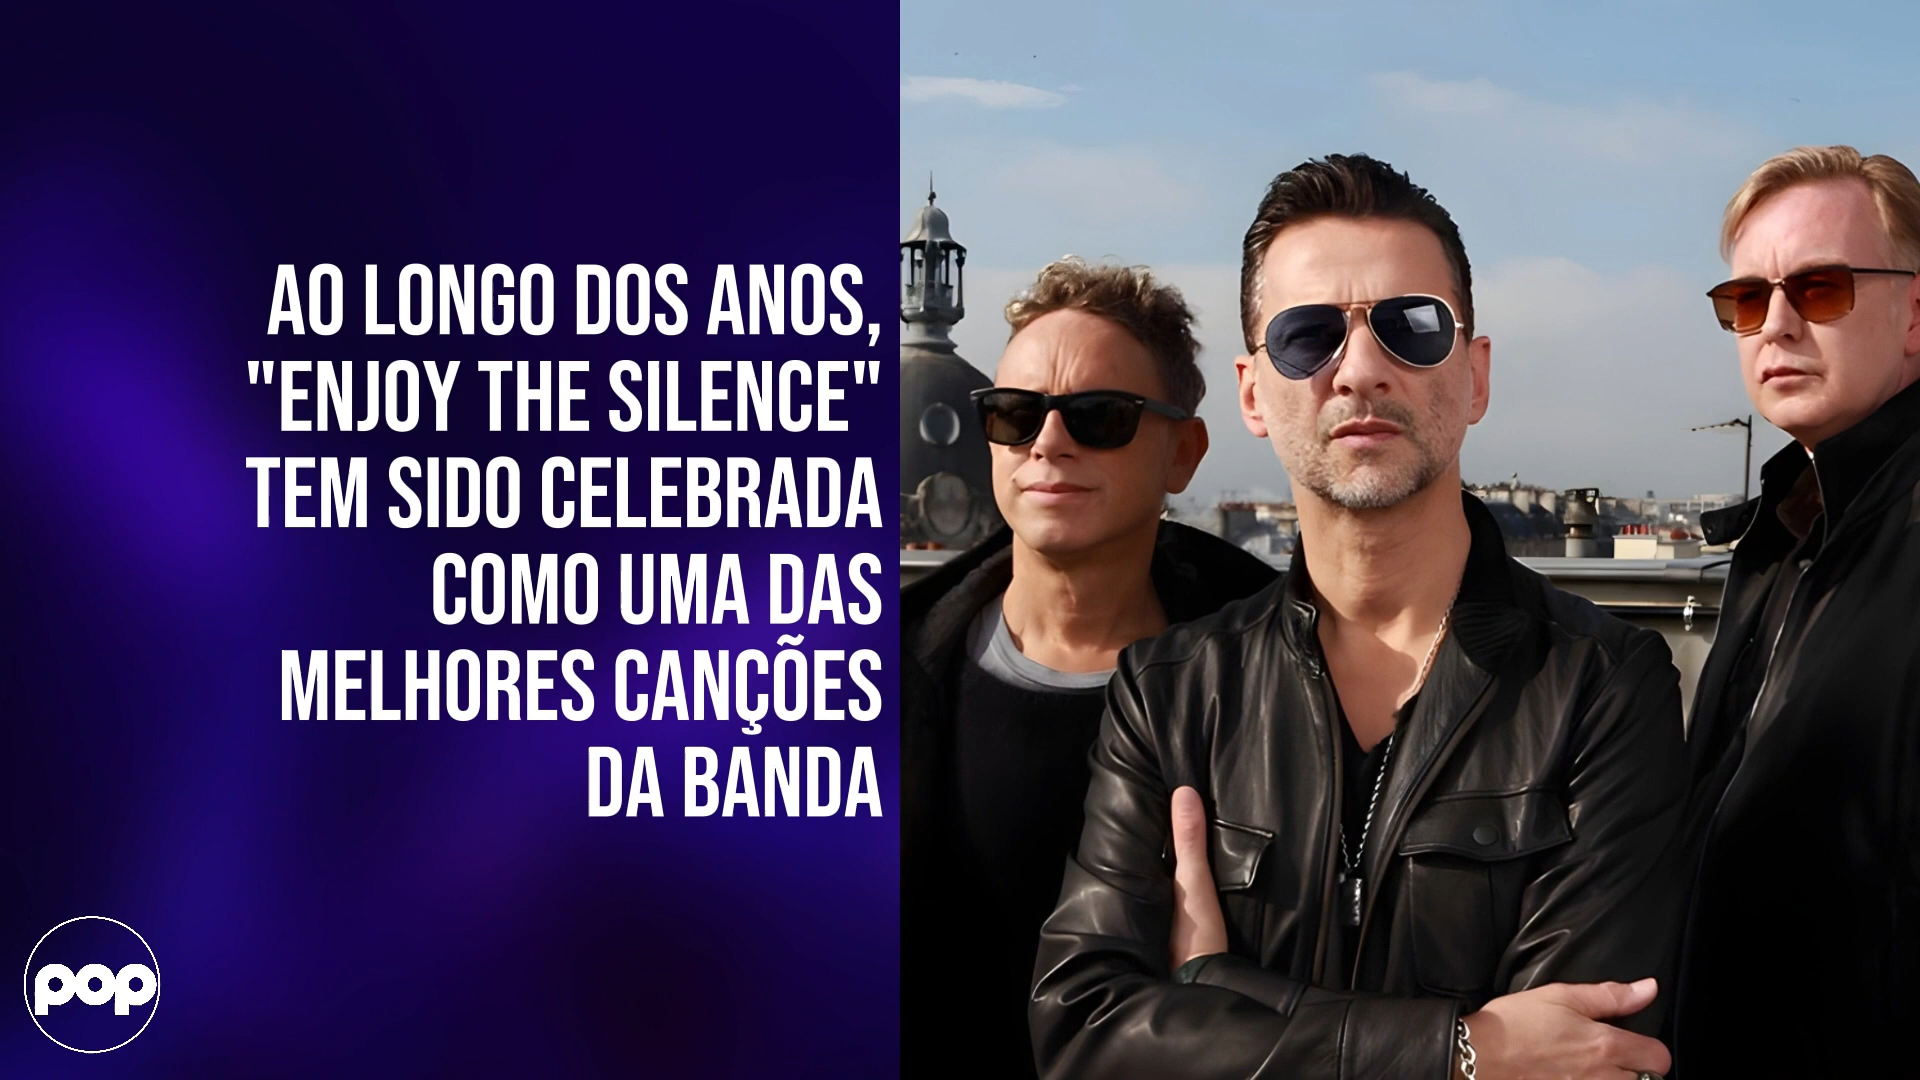 AO LONGO DOS ANOS,
"ENJOY THE SILENCE"
TEM SIDO CELEBRADA
COMO UMA DAS
MELHORES CANÇÕES
DA BANDA
pop